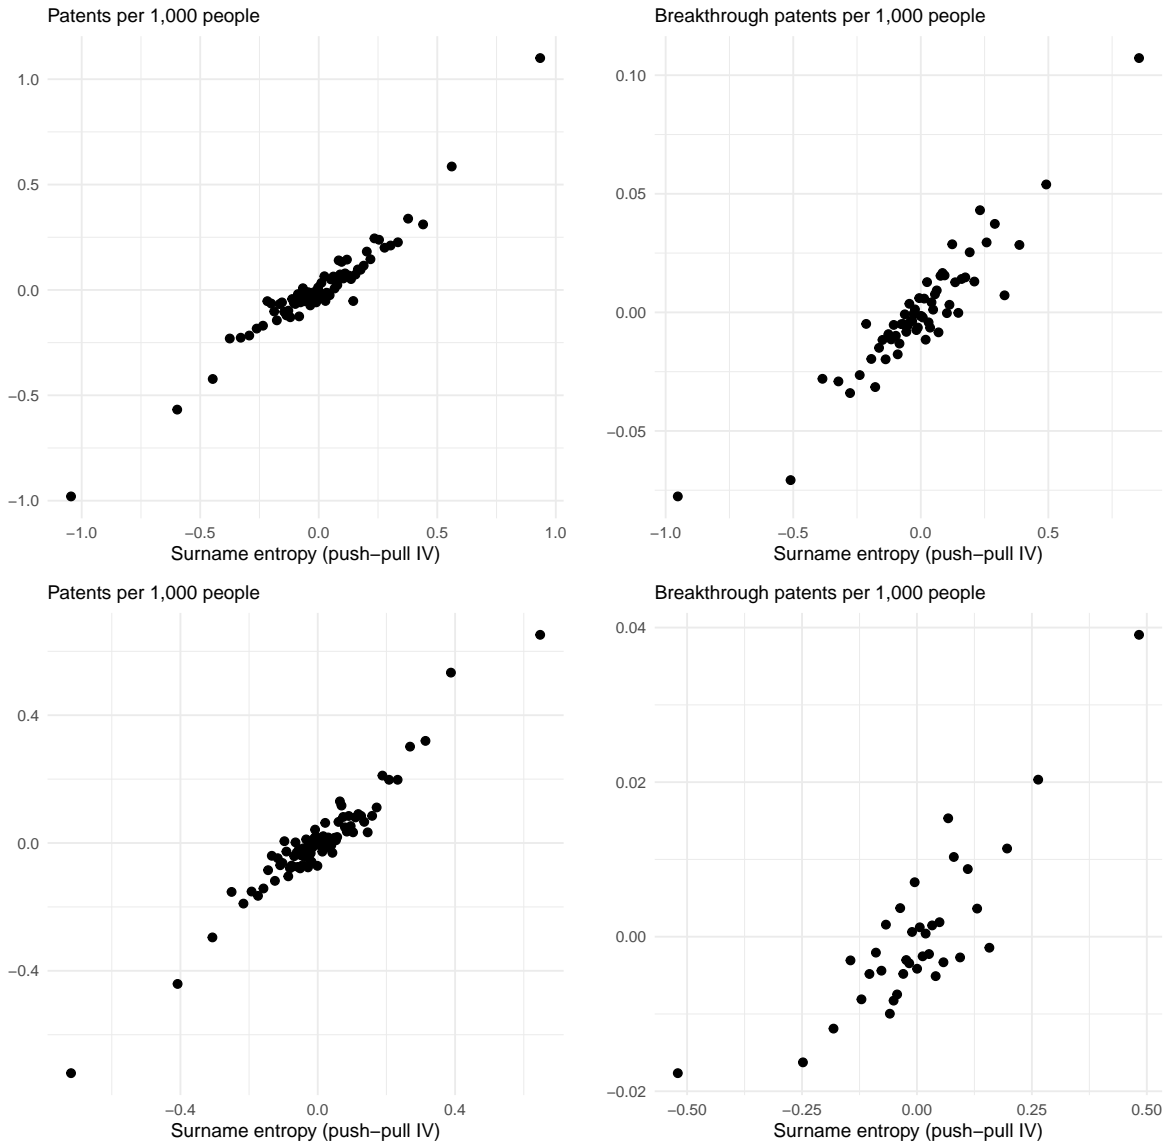 Patents per 1,000 people
1.0
0.5
0.0
−0.5
−1.0
−1.0 −0.5 0.0 0.5 1.0
Surname entropy (push−pull IV)
Breakthrough patents per 1,000 people
0.10
0.05
0.00
−0.05
−0.5 0.0 0.5
Surname entropy (push−pull IV)
Patents per 1,000 people
0.4
0.0
−0.4
−0.4 0.0 0.4
Surname entropy (push−pull IV)
Breakthrough patents per 1,000 people
0.04
0.02
0.00
−0.02
−0.50 −0.25 0.00 0.25 0.50
Surname entropy (push−pull IV)